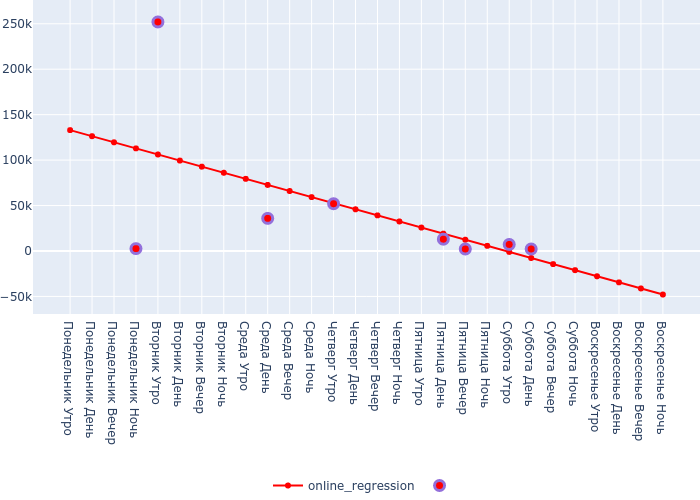 250k
200k
150k
100k
50k
0
−50k
Понедельник Утро
Понедельник День
Понедельник Вечер
Понедельник Ночь
Вторник Утро
Вторник День
Вторник Вечер
Вторник Ночь
Среда Утро
Среда День
Среда Вечер
Среда Ночь
Четверг Утро
Четверг День
Четверг Вечер
Четверг Ночь
Пятница Утро
Пятница День
Пятница Вечер
Пятница Ночь
Суббота Утро
Суббота День
Суббота Вечер
Суббота Ночь
Воскресенье Утро
Воскресенье День
Воскресенье Вечер
Воскресенье Ночь
online_regression